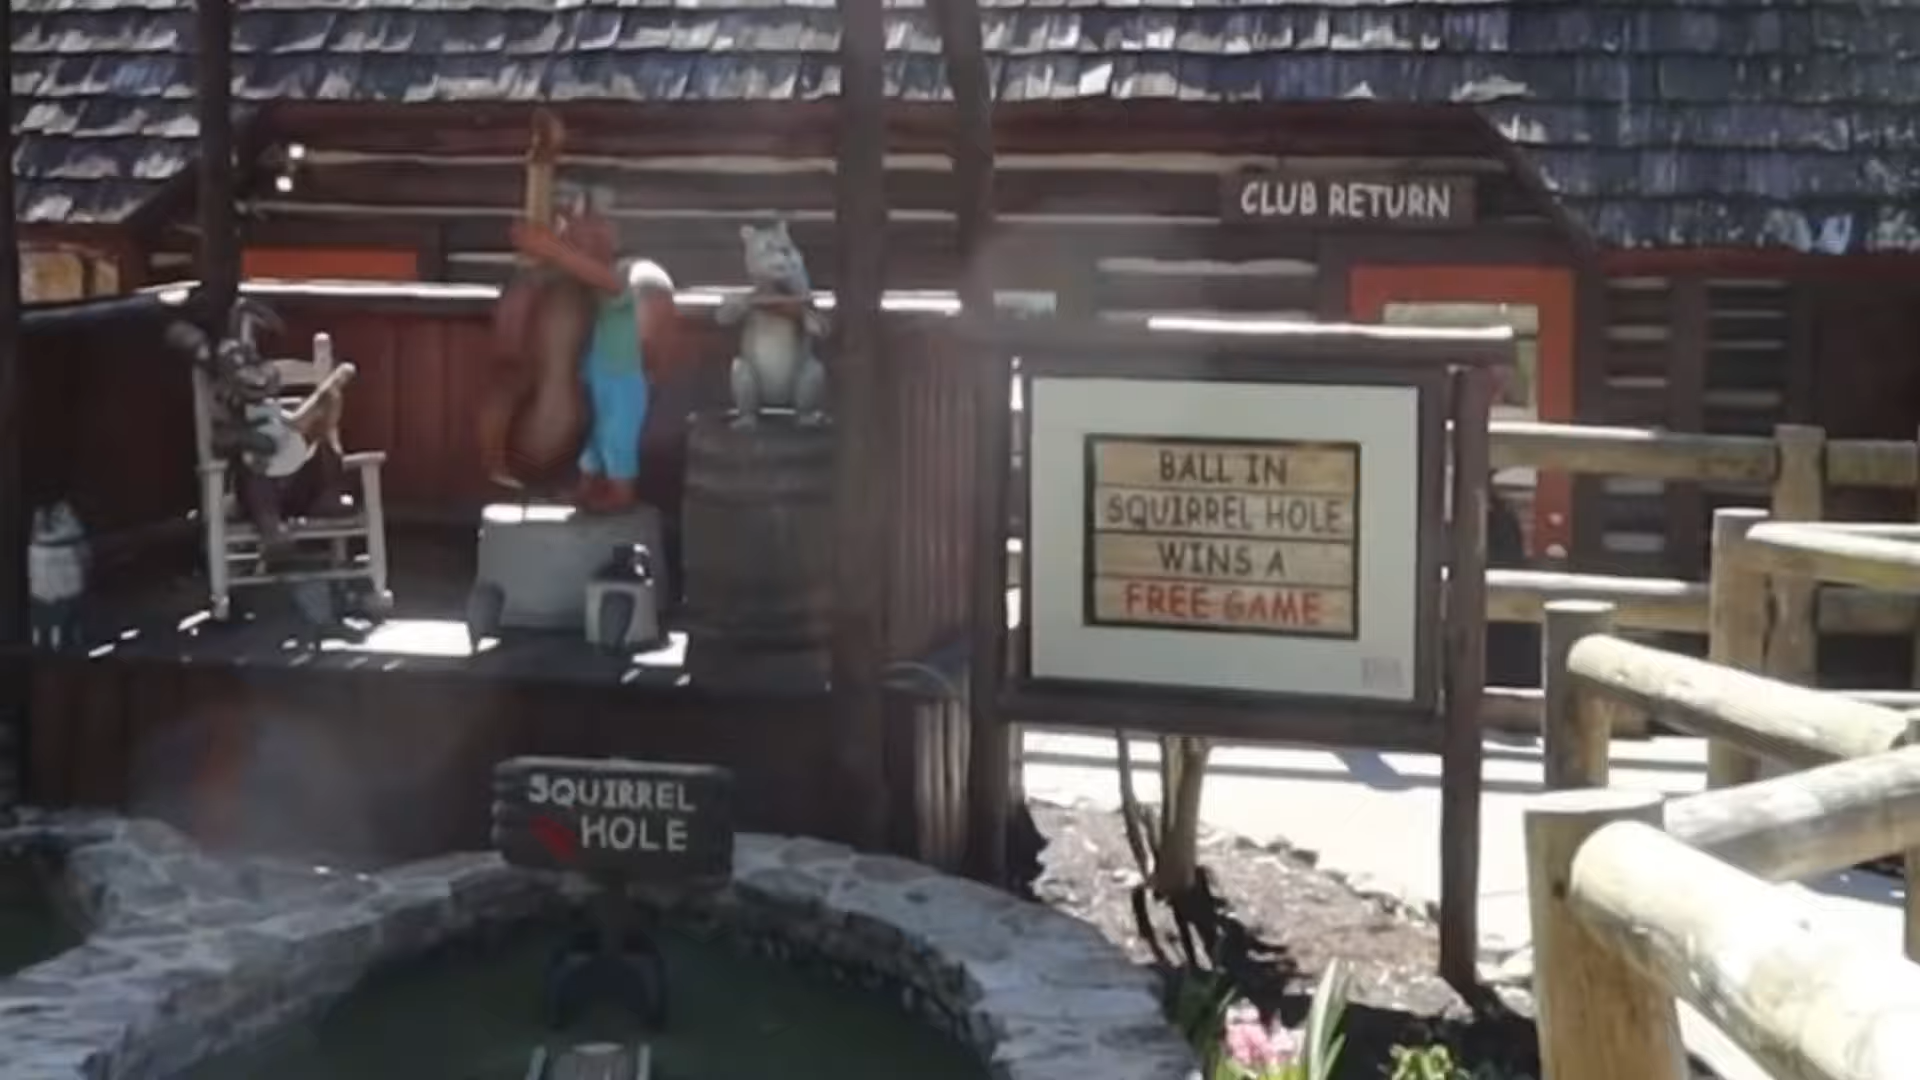 CLUB RETURN
BALL IN
SQUIRREL HOLE
WINS A
FREE GAME
SQUIRREL
HOLE